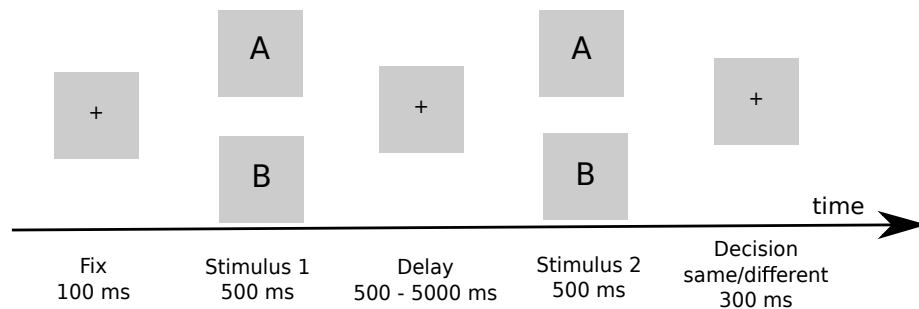 +
A
B
+
A
B
+
time
Fix
100 ms
Stimulus 1
500 ms
Delay
500 - 5000 ms
Stimulus 2
500 ms
Decision
same/different
300 ms